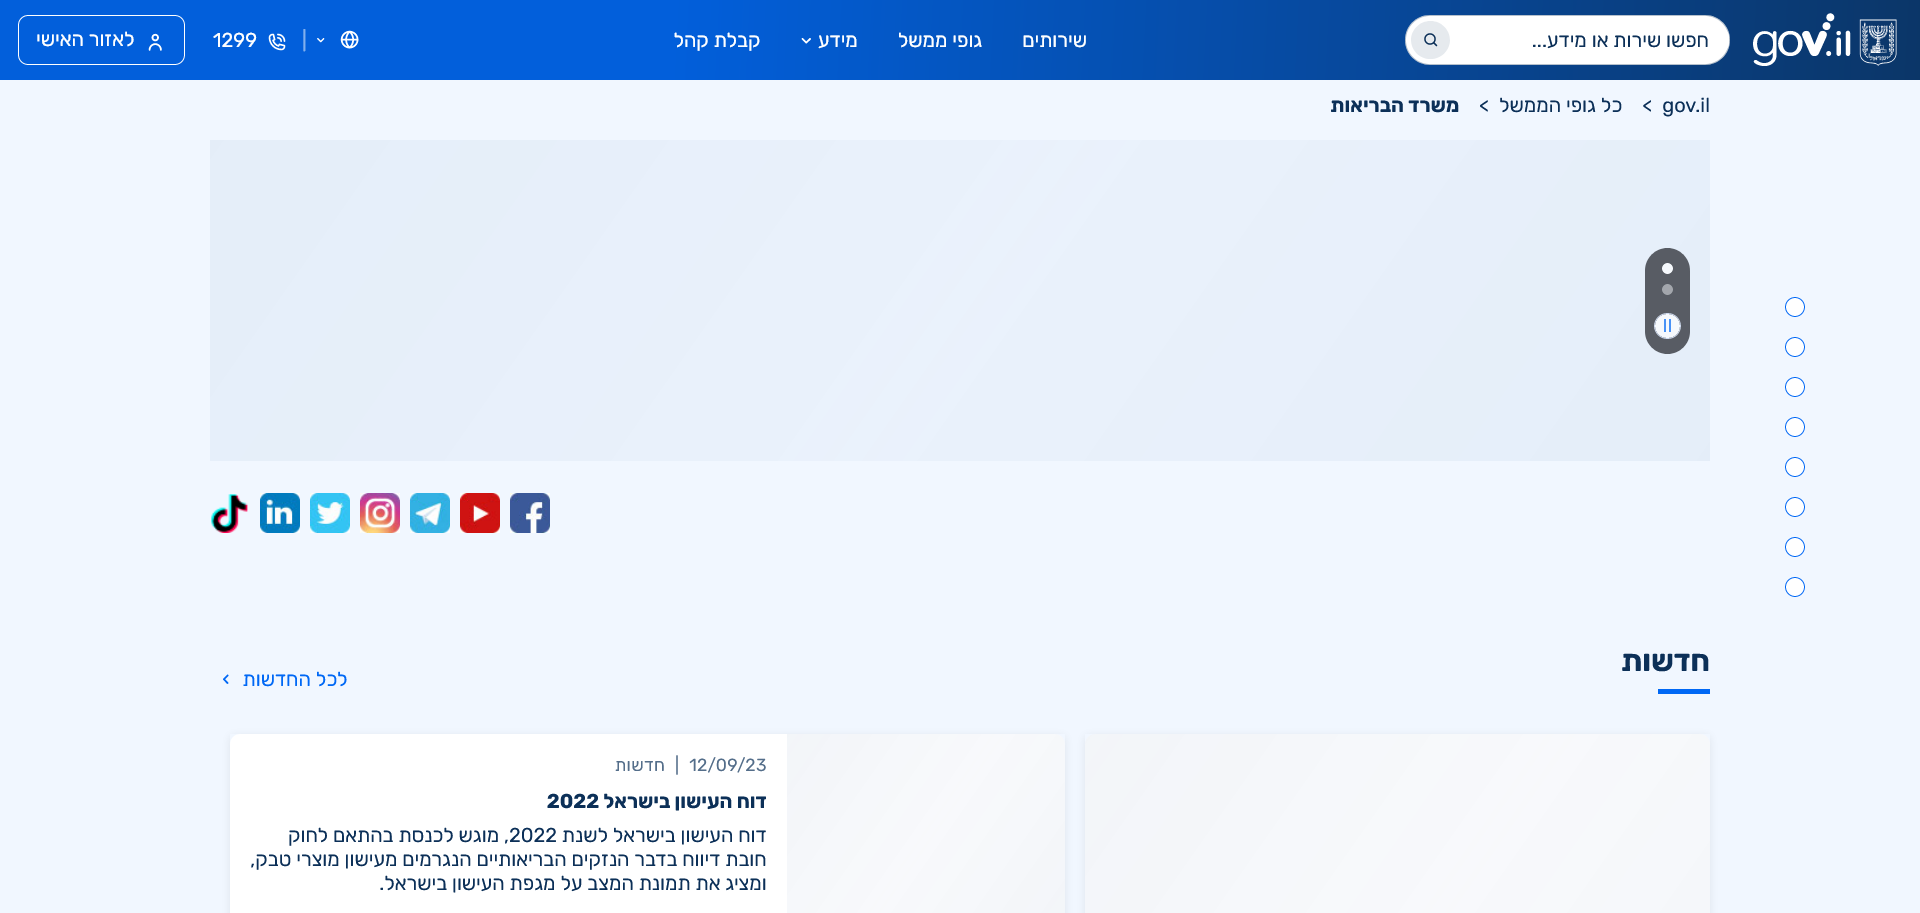 gov.il
חפשו שירות או מידע...
שירותים
גופי ממשל
מידע
קבלת קהל
1299
לאזור האישי
gov.il > כל גופי הממשל > משרד הבריאות
חדשות
לכל החדשות
12/09/23 | חדשות
דוח העישון בישראל 2022
דוח העישון בישראל לשנת 2022, מוגש לכנסת בהתאם לחוק
חובת דיווח בדבר הנזקים הבריאותיים הנגרמים מעישון מוצרי טבק,
ומציג את תמונת המצב על מגפת העישון בישראל.